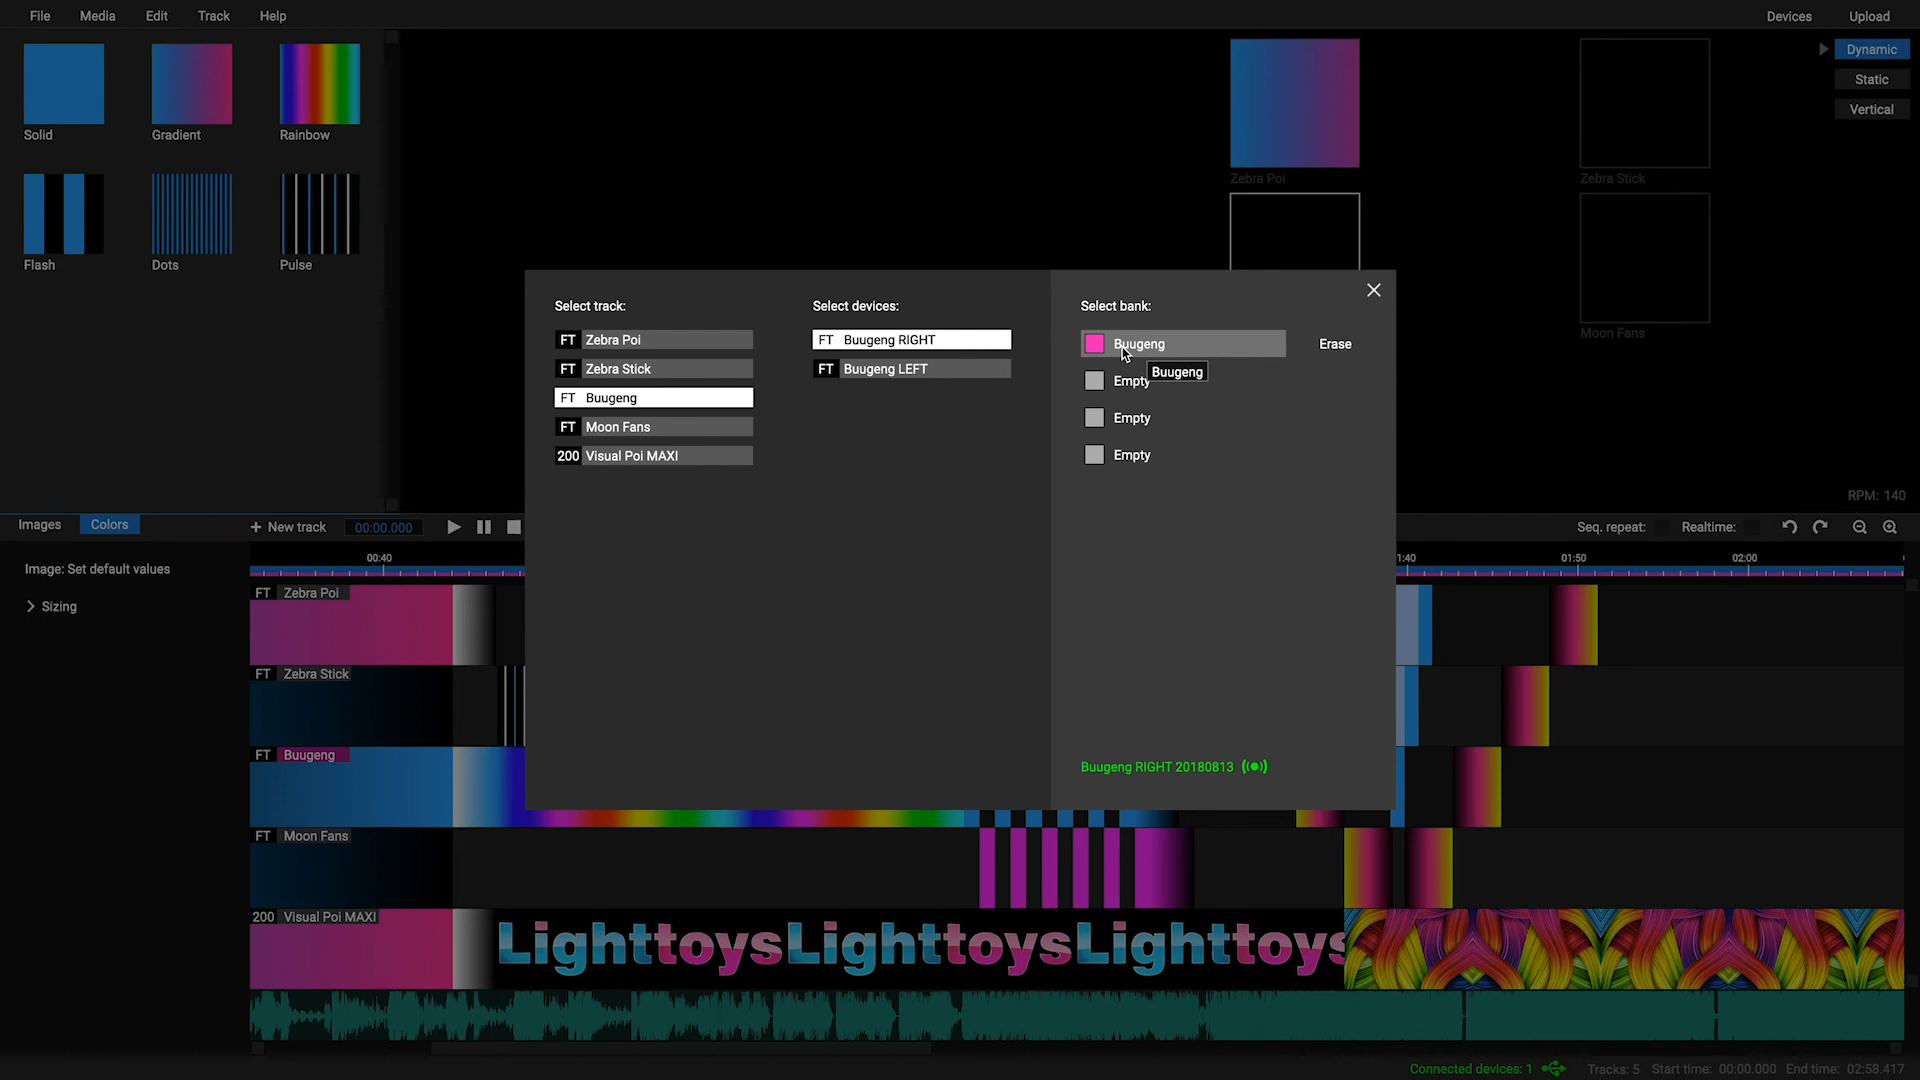 File Media Edit Track Help Devices Upload
Solid Gradient Rainbow
Flash Dots Pulse
Zebra Poi Zebra Stick
Moon Fans
Dynamic
Static
Vertical
RPM: 140
Select track:
FT Zebra Poi
FT Zebra Stick
FT Buugeng
FT Moon Fans
200 Visual Poi MAXI
Select devices:
FT Buugeng RIGHT
FT Buugeng LEFT
Select bank:
Buugeng Erase
Buugeng
Empty
Empty
Empty
Buugeng RIGHT 20180813
Images Colors + New track 00:00.000 Seq. repeat: Realtime:
Image: Set default values
Sizing
00:40 1:40 01:50 02:00
FT Zebra Poi
FT Zebra Stick
FT Buugeng
FT Moon Fans
200 Visual Poi MAXI
LighttoysLighttoysLighttoys
Connected devices: 1 Tracks: 5 Start time: 00:00.000 End time: 02:58.417